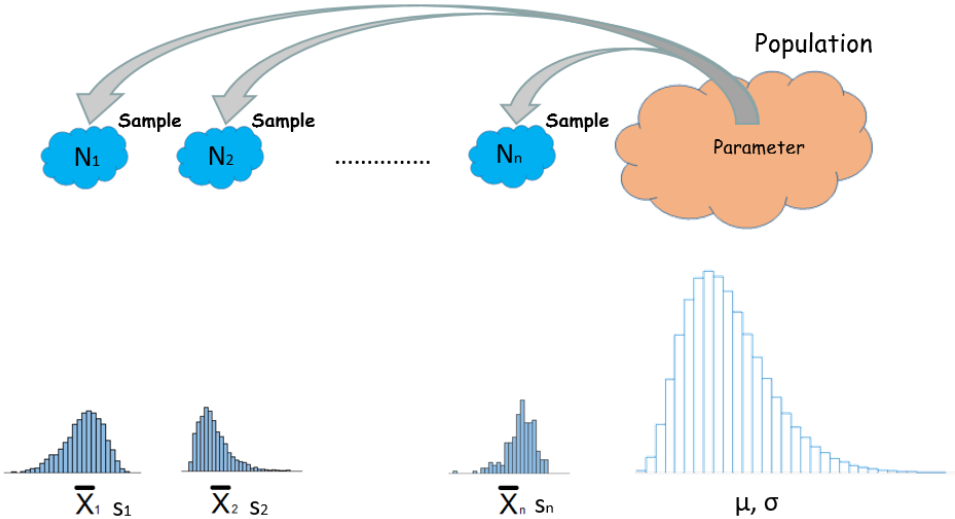 Population
Sample
Sample
Sample
N1
N2
...............
Nn
Parameter
X̅1 s1
X̅2 s2
X̅n sn
μ, σ